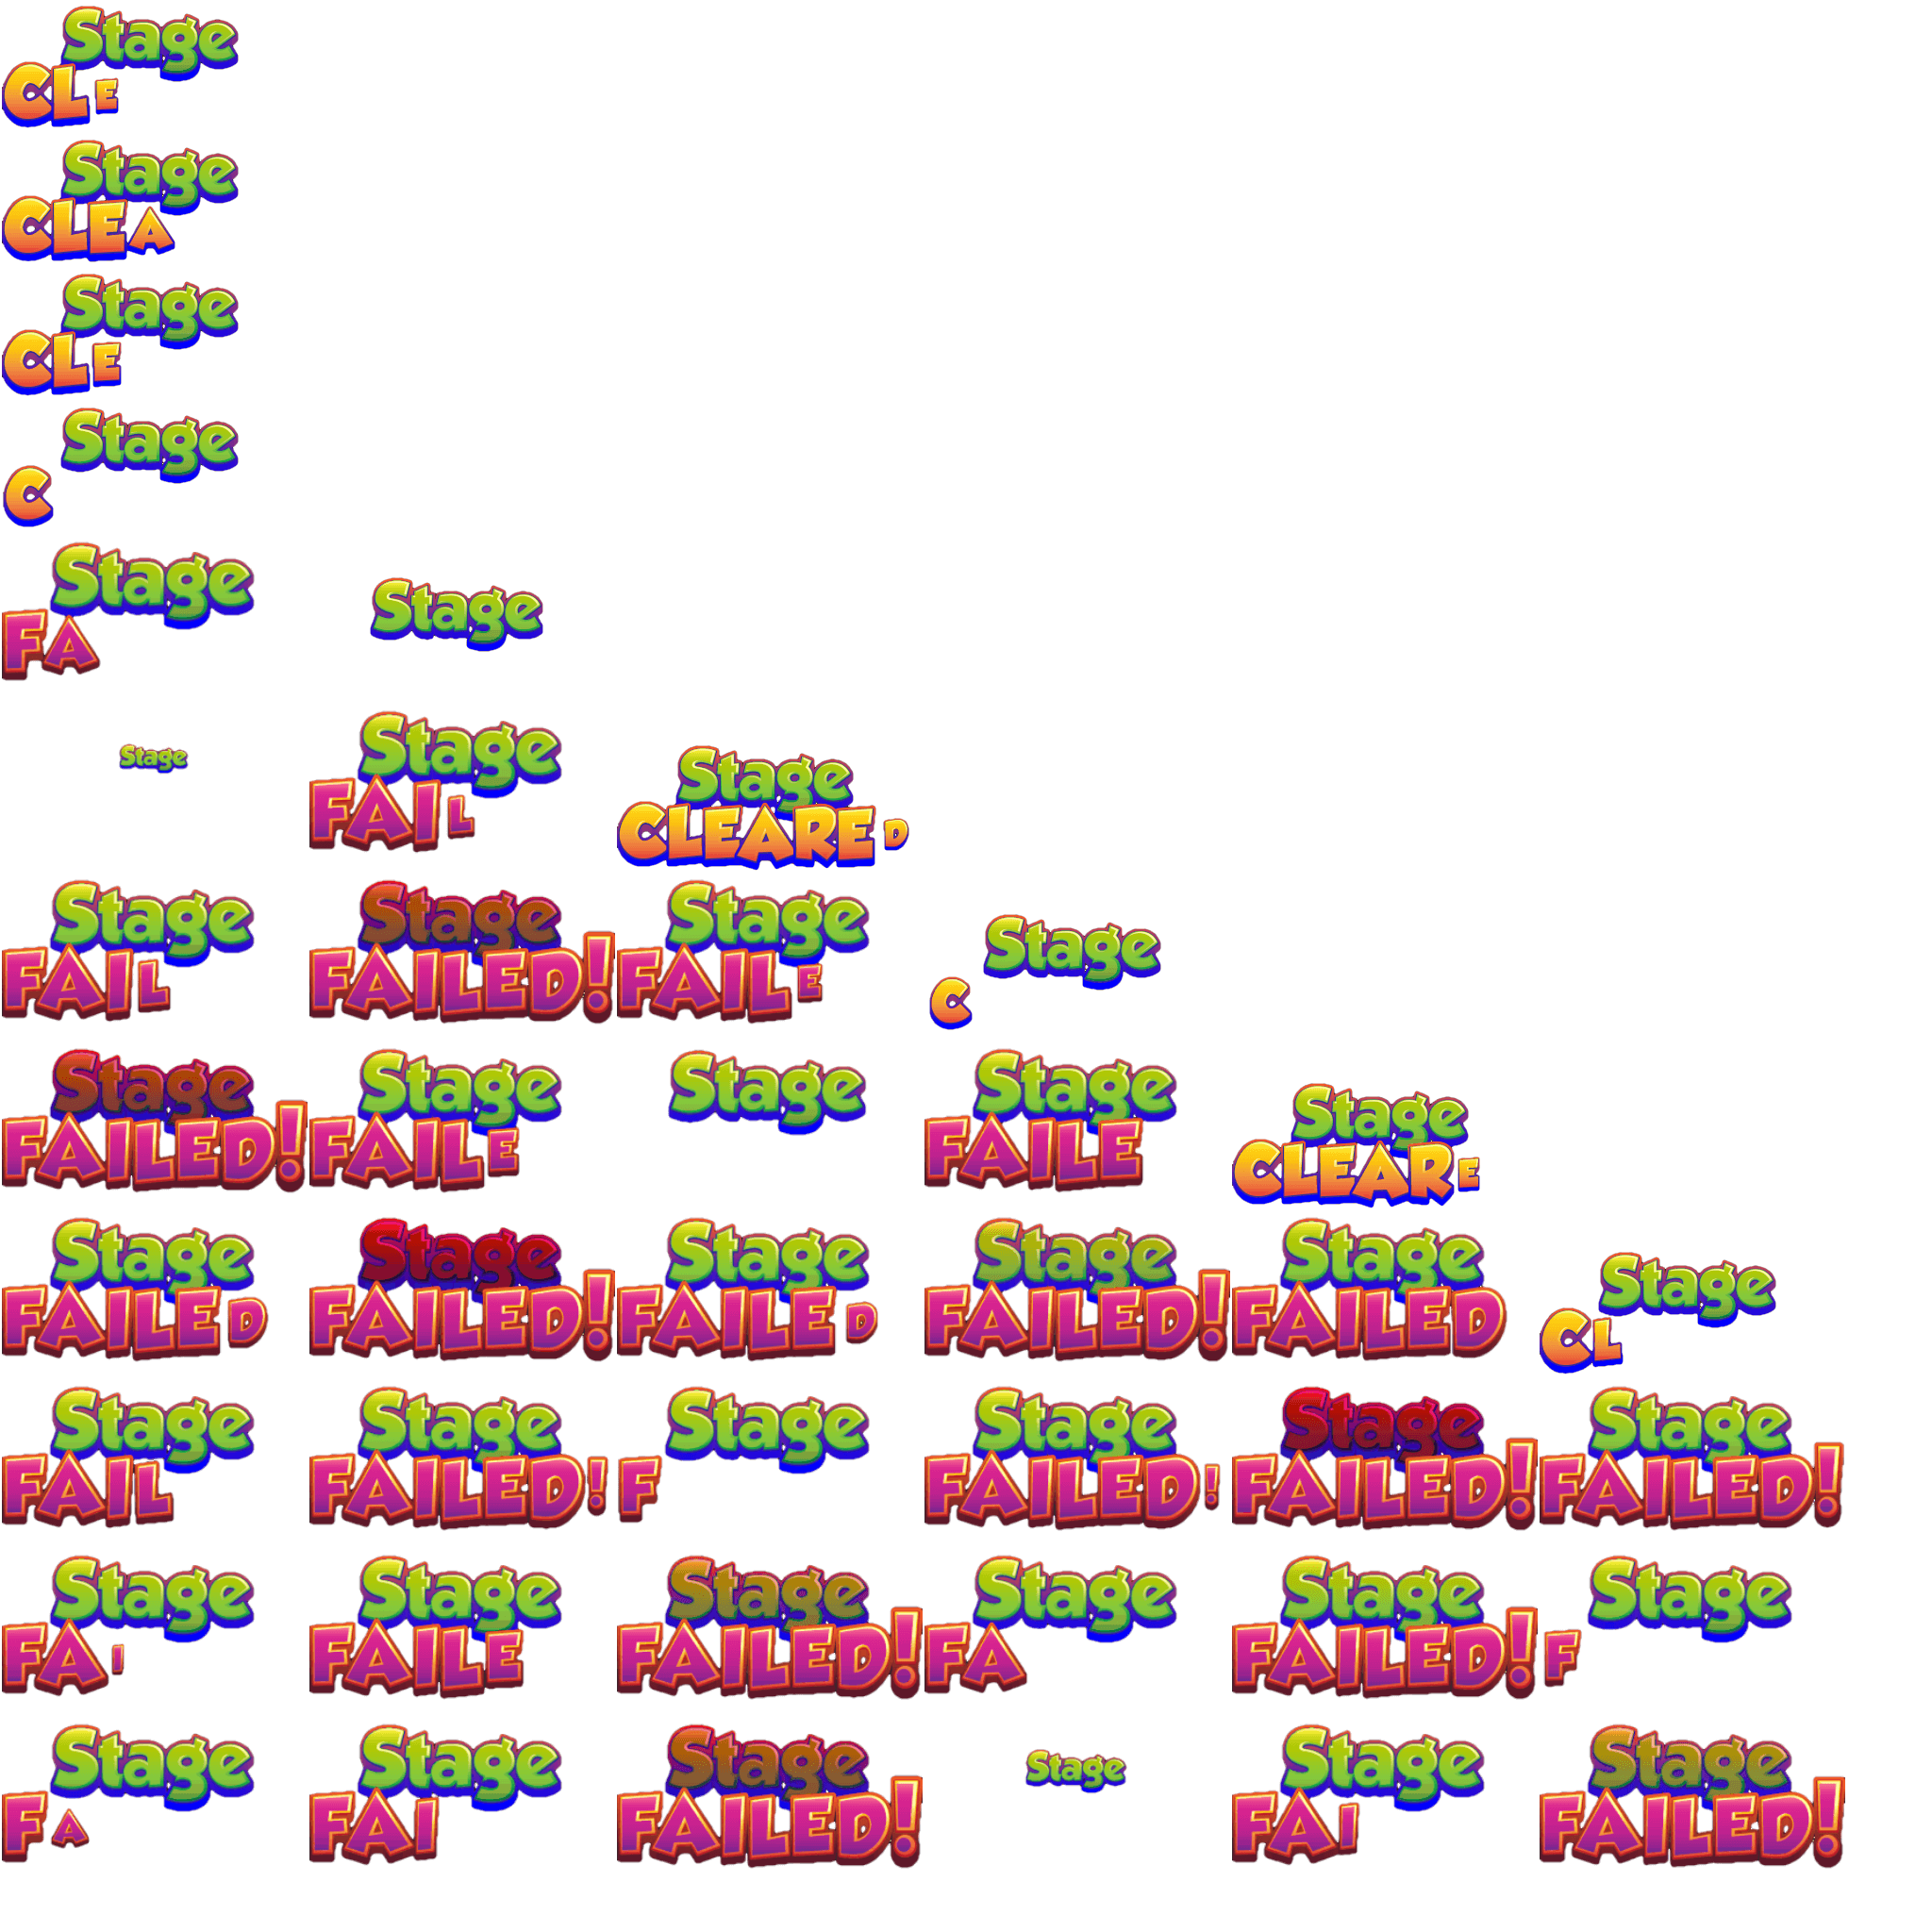 Stage
CLE
Stage
CLEA
Stage
CLE
Stage
C
Stage Stage
FA
Stage Stage Stage
FAIL CLEARED
Stage Stage Stage Stage
FAIL FAILED! FAILE C
Stage Stage Stage Stage Stage
FAILED! FAILE FAILE CLEARE
Stage Stage Stage Stage Stage Stage
FAILED FAILED! FAILED FAILED! FAILED CL
Stage Stage Stage Stage Stage Stage
FAIL FAILED! F FAILED! FAILED! FAILED!
Stage Stage Stage Stage Stage Stage
FAI FAILE FAILED! FA FAILED! F
Stage Stage Stage Stage Stage Stage
FA FAI FAILED! FAI FAILED!